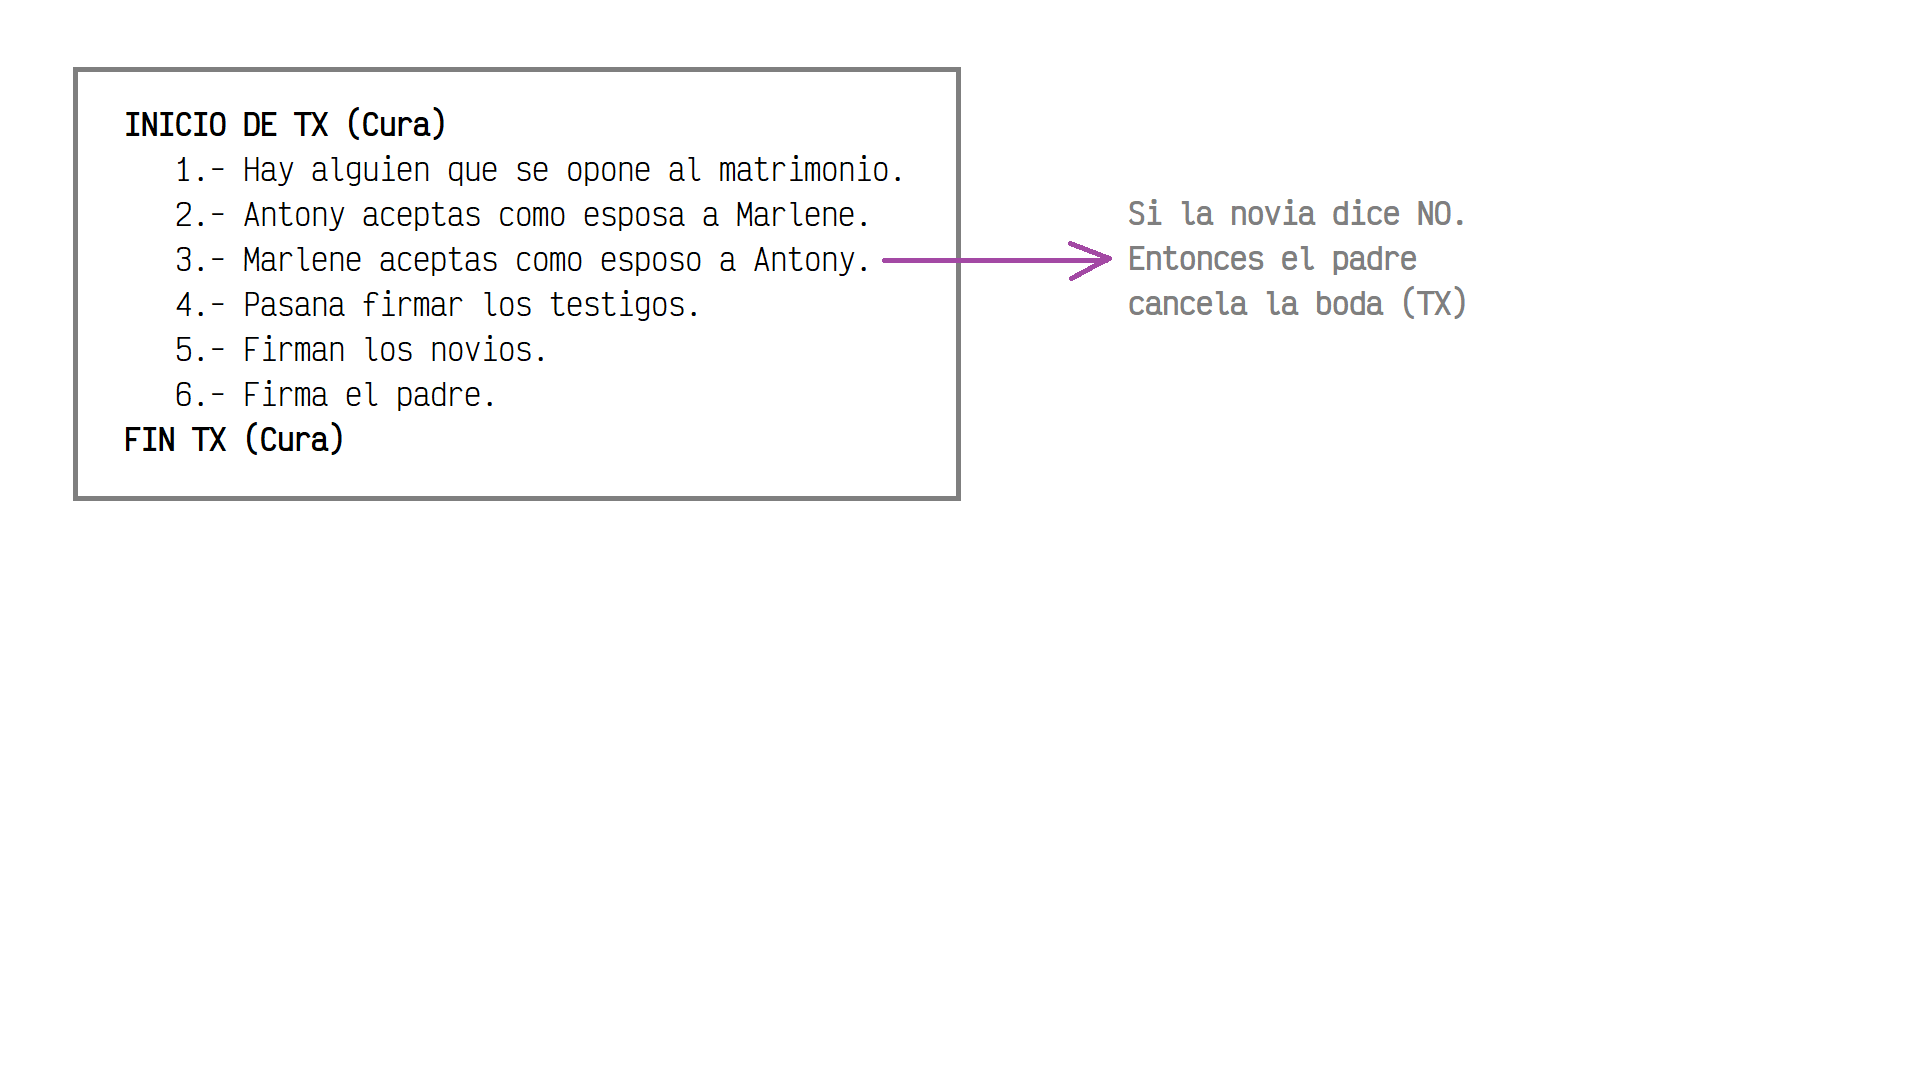 INICIO DE TX (Cura)
1.- Hay alguien que se opone al matrimonio.
2.- Antony aceptas como esposa a Marlene.
3.- Marlene aceptas como esposo a Antony.
4.- Pasana firmar los testigos.
5.- Firman los novios.
6.- Firma el padre.
FIN TX (Cura)
Si la novia dice NO.
Entonces el padre
cancela la boda (TX)